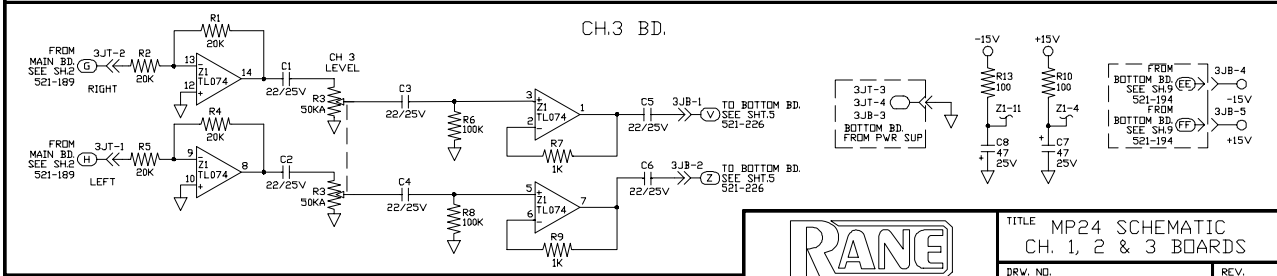 CH.3 BD.
FROM
MAIN BD.
SEE SH.2
521-189
G
3JT-2
RIGHT
R2
20K
R1
20K
13
12
Z1
TL074
14
C1
22/25V
CH 3
LEVEL
R3
50KA
C3
22/25V
R6
100K
3
2
Z1
TL074
1
R7
1K
C5
22/25V
3JB-1
V
TO BOTTOM BD.
SEE SHT.5
521-226
FROM
MAIN BD.
SEE SH.2
521-189
H
3JT-1
LEFT
R5
20K
R4
20K
9
10
Z1
TL074
8
C2
22/25V
R3
50KA
C4
22/25V
R8
100K
5
6
Z1
TL074
7
R9
1K
C6
22/25V
3JB-2
Z
TO BOTTOM BD.
SEE SHT.5
521-226
3JT-3
3JT-4
3JB-3
BOTTOM BD.
FROM PWR SUP
-15V
R13
100
Z1-11
C8
47
25V
+15V
R10
100
Z1-4
C7
47
25V
FROM
BOTTOM BD.
SEE SH.9
521-194
EE
3JB-4
-15V
FROM
BOTTOM BD.
SEE SH.9
521-194
FF
3JB-5
+15V
RANE
TITLE MP24 SCHEMATIC
CH. 1, 2 & 3 BOARDS
DRW. NO.
REV.